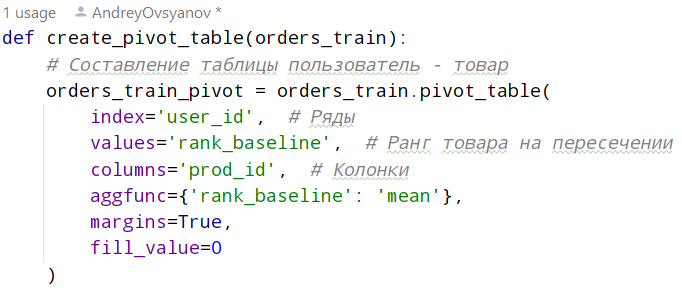 1 usage AndreyOvsyanov *
def create_pivot_table(orders_train):
    # Составление таблицы пользователь - товар
    orders_train_pivot = orders_train.pivot_table(
        index='user_id',  # Ряды
        values='rank_baseline',  # Ранг товара на пересечении
        columns='prod_id',  # Колонки
        aggfunc={'rank_baseline': 'mean'},
        margins=True,
        fill_value=0
    )